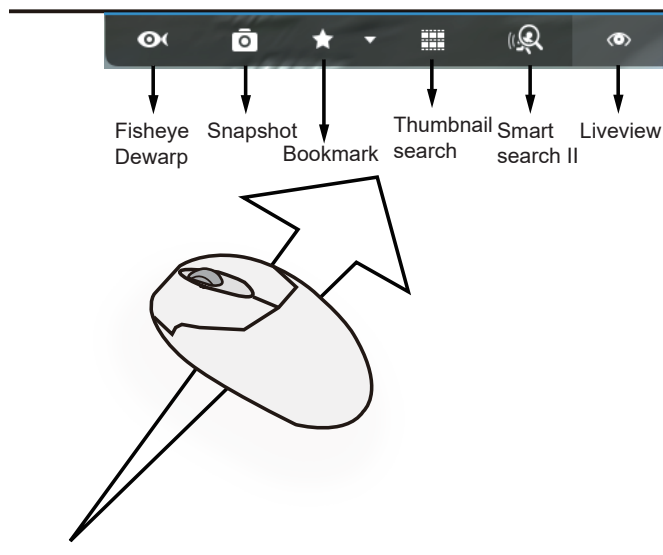 Fisheye
Dewarp
Snapshot
Bookmark
Thumbnail
search
Smart
search II
Liveview